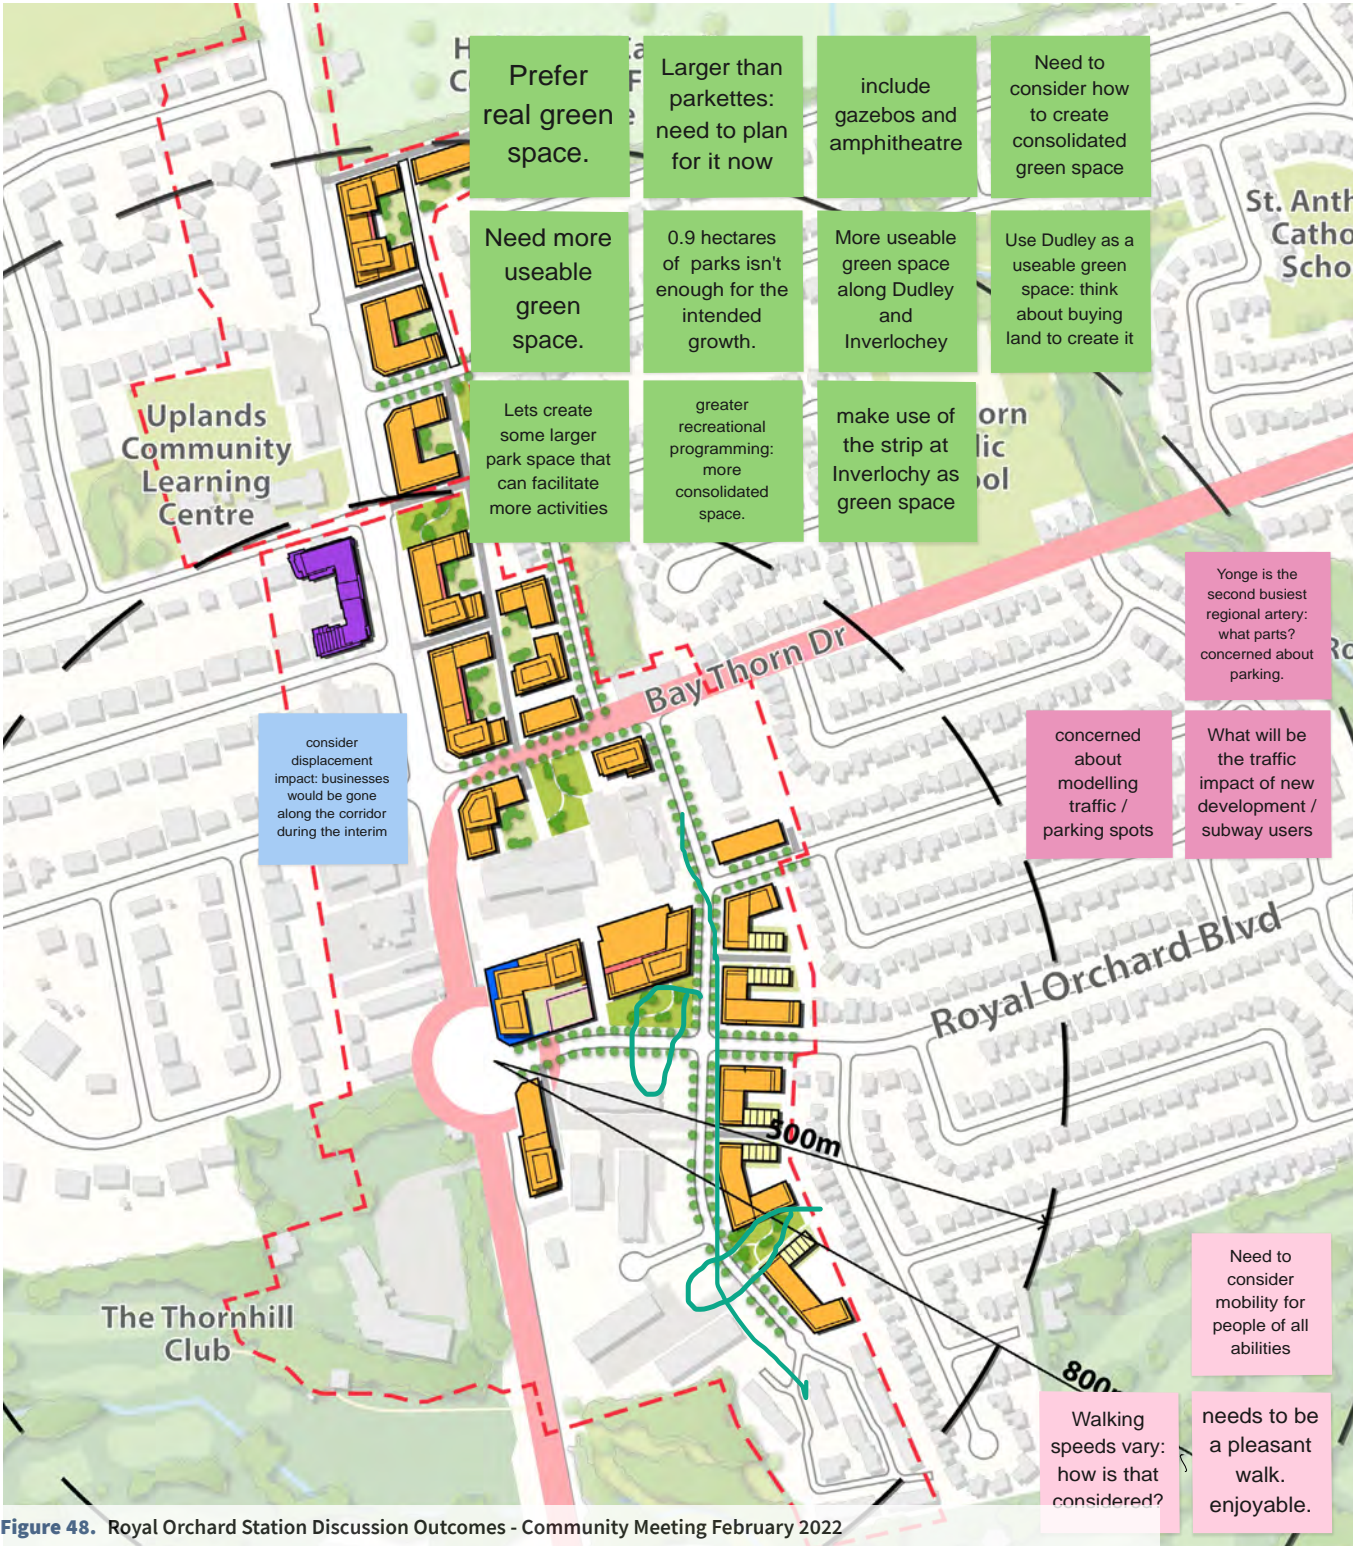 Prefer
real green
space.
Larger than
parkettes:
need to plan
for it now
include
gazebos and
amphitheatre
Need to
consider how
to create
consolidated
green space
St. Anth
Catho
Scho
Need more
useable
green
space.
0.9 hectares
of parks isn't
enough for the
intended
growth.
More useable
green space
along Dudley
and
Inverlochey
Use Dudley as a
useable green
space: think
about buying
land to create it
Uplands
Community
Learning
Centre
Lets create
some larger
park space that
can facilitate
more activities
greater
recreational
programming:
more
consolidated
space.
make use of
the strip at
Inverlochy as
green space
orn
lic
ool
Yonge is the
second busiest
regional artery:
what parts?
concerned about
parking.
Ro
Bay Thorn Dr
consider
displacement
impact: businesses
would be gone
along the corridor
during the interim
concerned
about
modelling
traffic /
parking spots
What will be
the traffic
impact of new
development /
subway users
Royal Orchard Blvd
500m
The Thornhill
Club
Need to
consider
mobility for
people of all
abilities
800m
Walking
speeds vary:
how is that
considered?
needs to be
a pleasant
walk.
enjoyable.
Figure 48. Royal Orchard Station Discussion Outcomes - Community Meeting February 2022